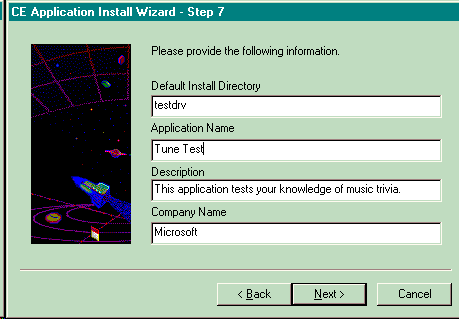 CE Application Install Wizard - Step 7
Please provide the following information.
Default Install Directory
testdrv
Application Name
Tune Test
Description
This application tests your knowledge of music trivia.
Company Name
Microsoft
< Back
Next >
Cancel